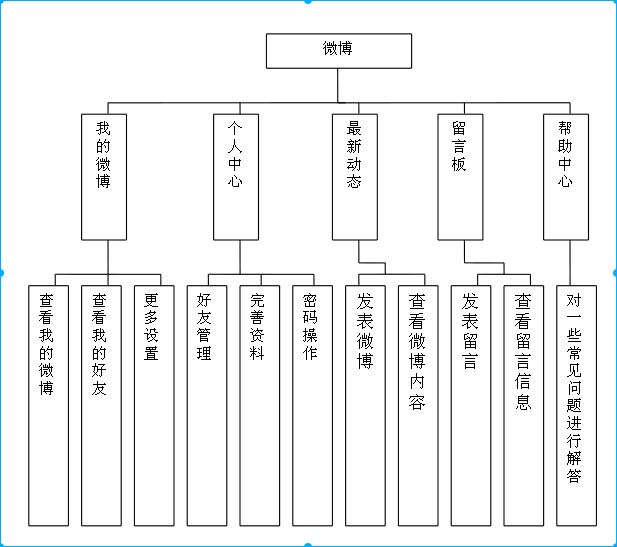 微博
我的微博
个人中心
最新动态
留言板
帮助中心
查看我的微博
查看我的好友
更多设置
好友管理
完善资料
密码操作
发表微博
查看微博内容
发表留言
查看留言信息
对一些常见问题进行解答